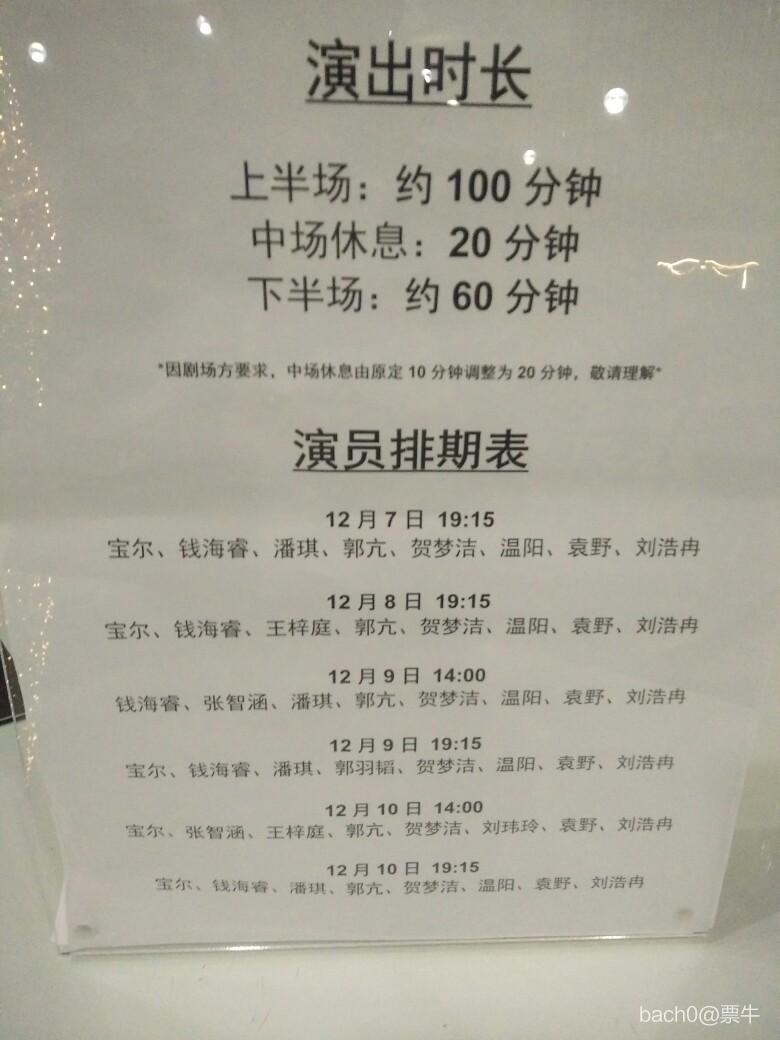 演出时长
上半场：约 100 分钟
中场休息：20 分钟
下半场：约 60 分钟
*因剧场方要求，中场休息由原定 10 分钟调整为 20 分钟，敬请理解*
演员排期表
12 月 7 日 19:15
宝尔、钱海睿、潘琪、郭亢、贺梦洁、温阳、袁野、刘浩冉
12 月 8 日 19:15
宝尔、钱海睿、王梓庭、郭亢、贺梦洁、温阳、袁野、刘浩冉
12 月 9 日 14:00
钱海睿、张智涵、潘琪、郭亢、贺梦洁、温阳、袁野、刘浩冉
12 月 9 日 19:15
宝尔、钱海睿、潘琪、郭羽韬、贺梦洁、温阳、袁野、刘浩冉
12 月 10 日 14:00
宝尔、张智涵、王梓庭、郭亢、贺梦洁、刘玮玲、袁野、刘浩冉
12 月 10 日 19:15
宝尔、钱海睿、潘琪、郭亢、贺梦洁、温阳、袁野、刘浩冉
bach0@票牛